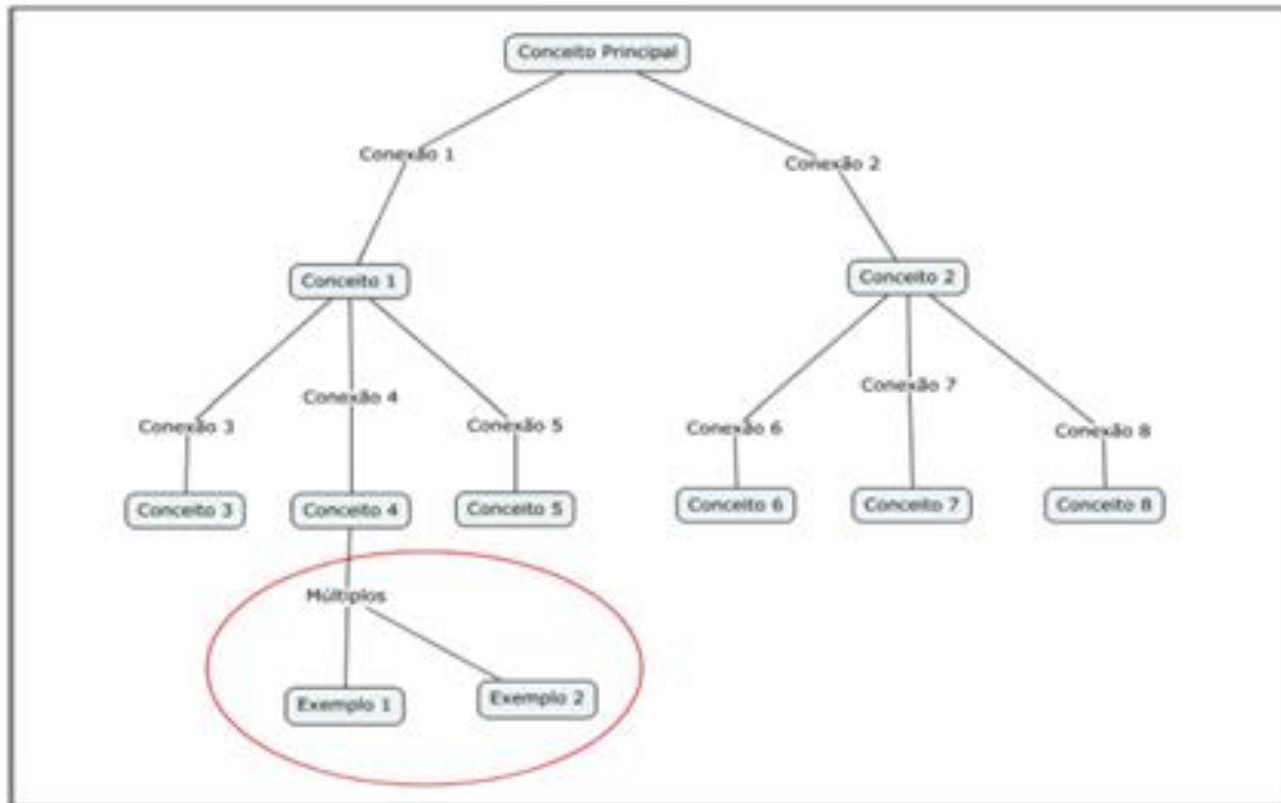 Conceito Principal
Conexão 1
Conexão 2
Conceito 1
Conceito 2
Conexão 3
Conexão 4
Conexão 5
Conexão 6
Conexão 7
Conexão 8
Conceito 3
Conceito 4
Conceito 5
Conceito 6
Conceito 7
Conceito 8
Múltiplos
Exemplo 1
Exemplo 2